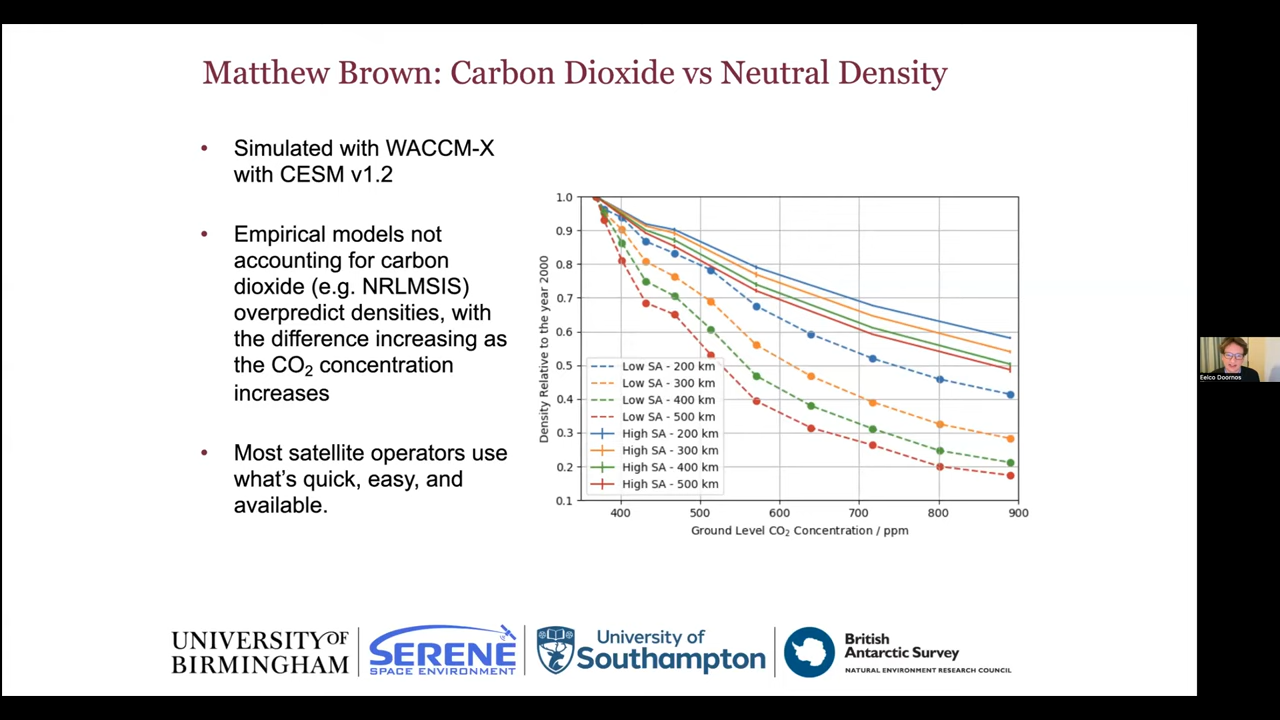 Matthew Brown: Carbon Dioxide vs Neutral Density
• Simulated with WACCM-X
with CESM v1.2
• Empirical models not
accounting for carbon
dioxide (e.g. NRLMSIS)
overpredict densities, with
the difference increasing as
the CO₂ concentration
increases
• Most satellite operators use
what's quick, easy, and
available.
Density Relative to the year 2000
1.0
0.9
0.8
0.7
0.6
0.5
0.4
0.3
0.2
0.1
Low SA - 200 km
Low SA - 300 km
Low SA - 400 km
Low SA - 500 km
High SA - 200 km
High SA - 300 km
High SA - 400 km
High SA - 500 km
400 500 600 700 800 900
Ground Level CO₂ Concentration / ppm
Eelco Doornos
UNIVERSITY OF
BIRMINGHAM
SERENE
SPACE ENVIRONMENT
University of
Southampton
British
Antarctic Survey
NATURAL ENVIRONMENT RESEARCH COUNCIL